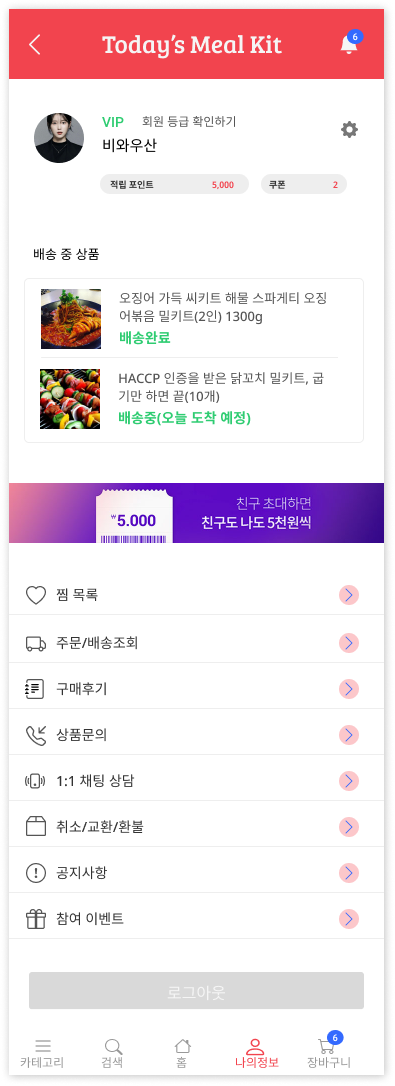 Today's Meal Kit
6
VIP 회원 등급 확인하기
비와우산
적립 포인트 5,000 쿠폰 2
배송 중 상품
오징어 가득 씨키트 해물 스파게티 오징
어볶음 밀키트(2인) 1300g
배송완료
HACCP 인증을 받은 닭꼬치 밀키트, 굽
기만 하면 끝(10개)
배송중(오늘 도착 예정)
친구 초대하면
₩5.000 친구도 나도 5천원씩
찜 목록
주문/배송조회
구매후기
상품문의
1:1 채팅 상담
취소/교환/환불
공지사항
참여 이벤트
로그아웃
6
카테고리 검색 홈 나의정보 장바구니